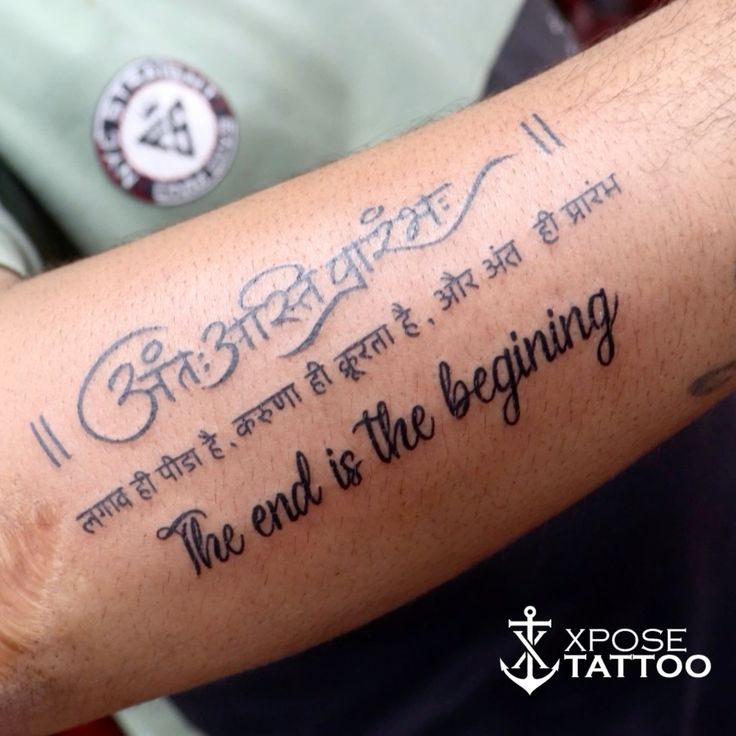 || अंतः अस्ति प्रारंभः ||
लगाव ही पीडा है, करुणा ही क्रूरता है, और अंत ही प्रारंभ
The end is the begining
XPOSE
TATTOO